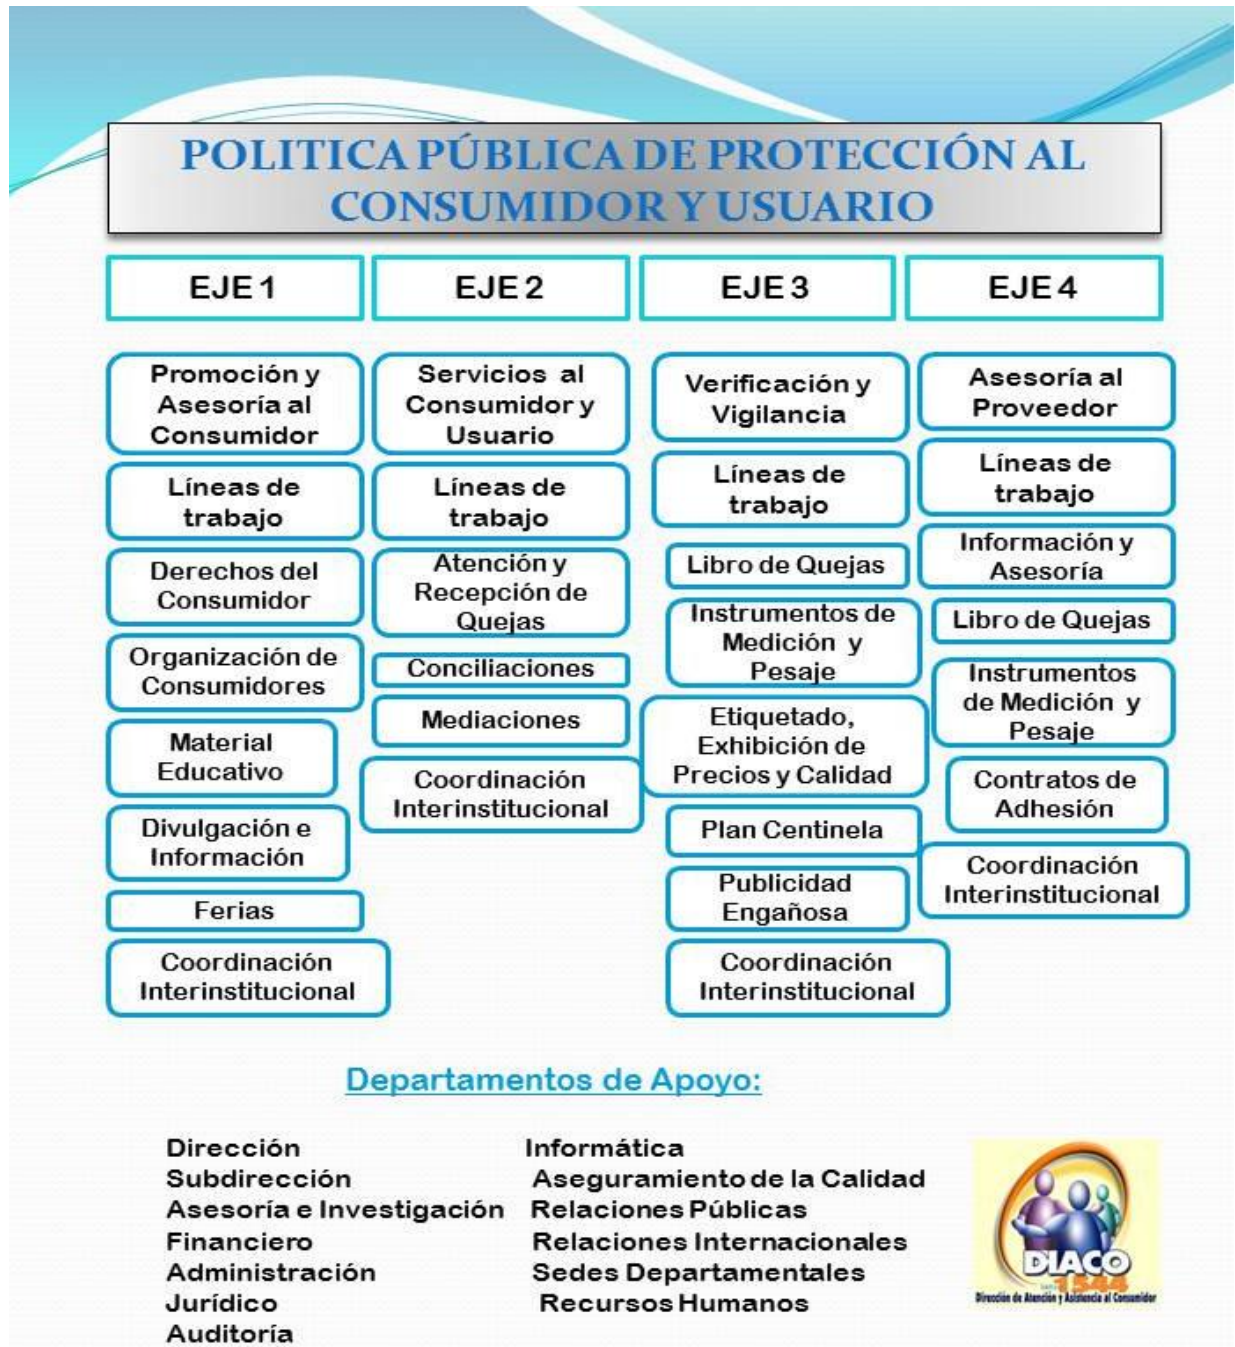 POLITICA PÚBLICA DE PROTECCIÓN AL
CONSUMIDOR Y USUARIO
EJE 1
EJE 2
EJE 3
EJE 4
Promoción y
Asesoría al
Consumidor
Líneas de
trabajo
Derechos del
Consumidor
Organización de
Consumidores
Material
Educativo
Divulgación e
Información
Ferias
Coordinación
Interinstitucional
Servicios al
Consumidor y
Usuario
Líneas de
trabajo
Atención y
Recepción de
Quejas
Conciliaciones
Mediaciones
Coordinación
Interinstitucional
Verificación y
Vigilancia
Líneas de
trabajo
Libro de Quejas
Instrumentos de
Medición y
Pesaje
Etiquetado,
Exhibición de
Precios y Calidad
Plan Centinela
Publicidad
Engañosa
Coordinación
Interinstitucional
Asesoría al
Proveedor
Líneas de
trabajo
Información y
Asesoría
Libro de Quejas
Instrumentos
de Medición y
Pesaje
Contratos de
Adhesión
Coordinación
Interinstitucional
Departamentos de Apoyo:
Dirección
Subdirección
Asesoría e Investigación
Financiero
Administración
Jurídico
Auditoría
Informática
Aseguramiento de la Calidad
Relaciones Públicas
Relaciones Internacionales
Sedes Departamentales
Recursos Humanos
DIACO
1544
Dirección de Atención y Asistencia al Consumidor